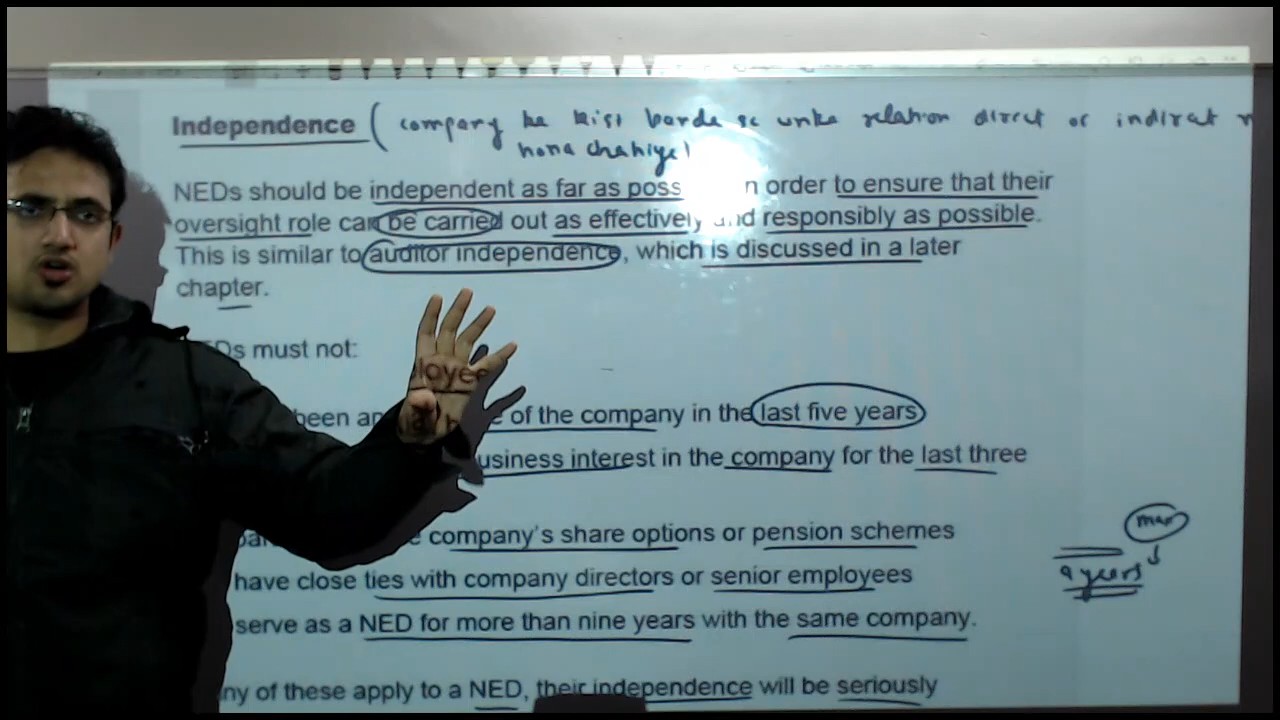 Independence ( company ke kisi bande se unke relation direct or indirect
hona chahiye)
NEDs should be independent as far as poss n order to ensure that their
oversight role can be carried out as effectively and responsibly as possible.
This is similar to auditor independence, which is discussed in a later
chapter.
EDs must not:
been an employee of the company in the last five years
usiness interest in the company for the last three
company's share options or pension schemes
max
have close ties with company directors or senior employees
9 years
serve as a NED for more than nine years with the same company.
ny of these apply to a NED, their independence will be seriously